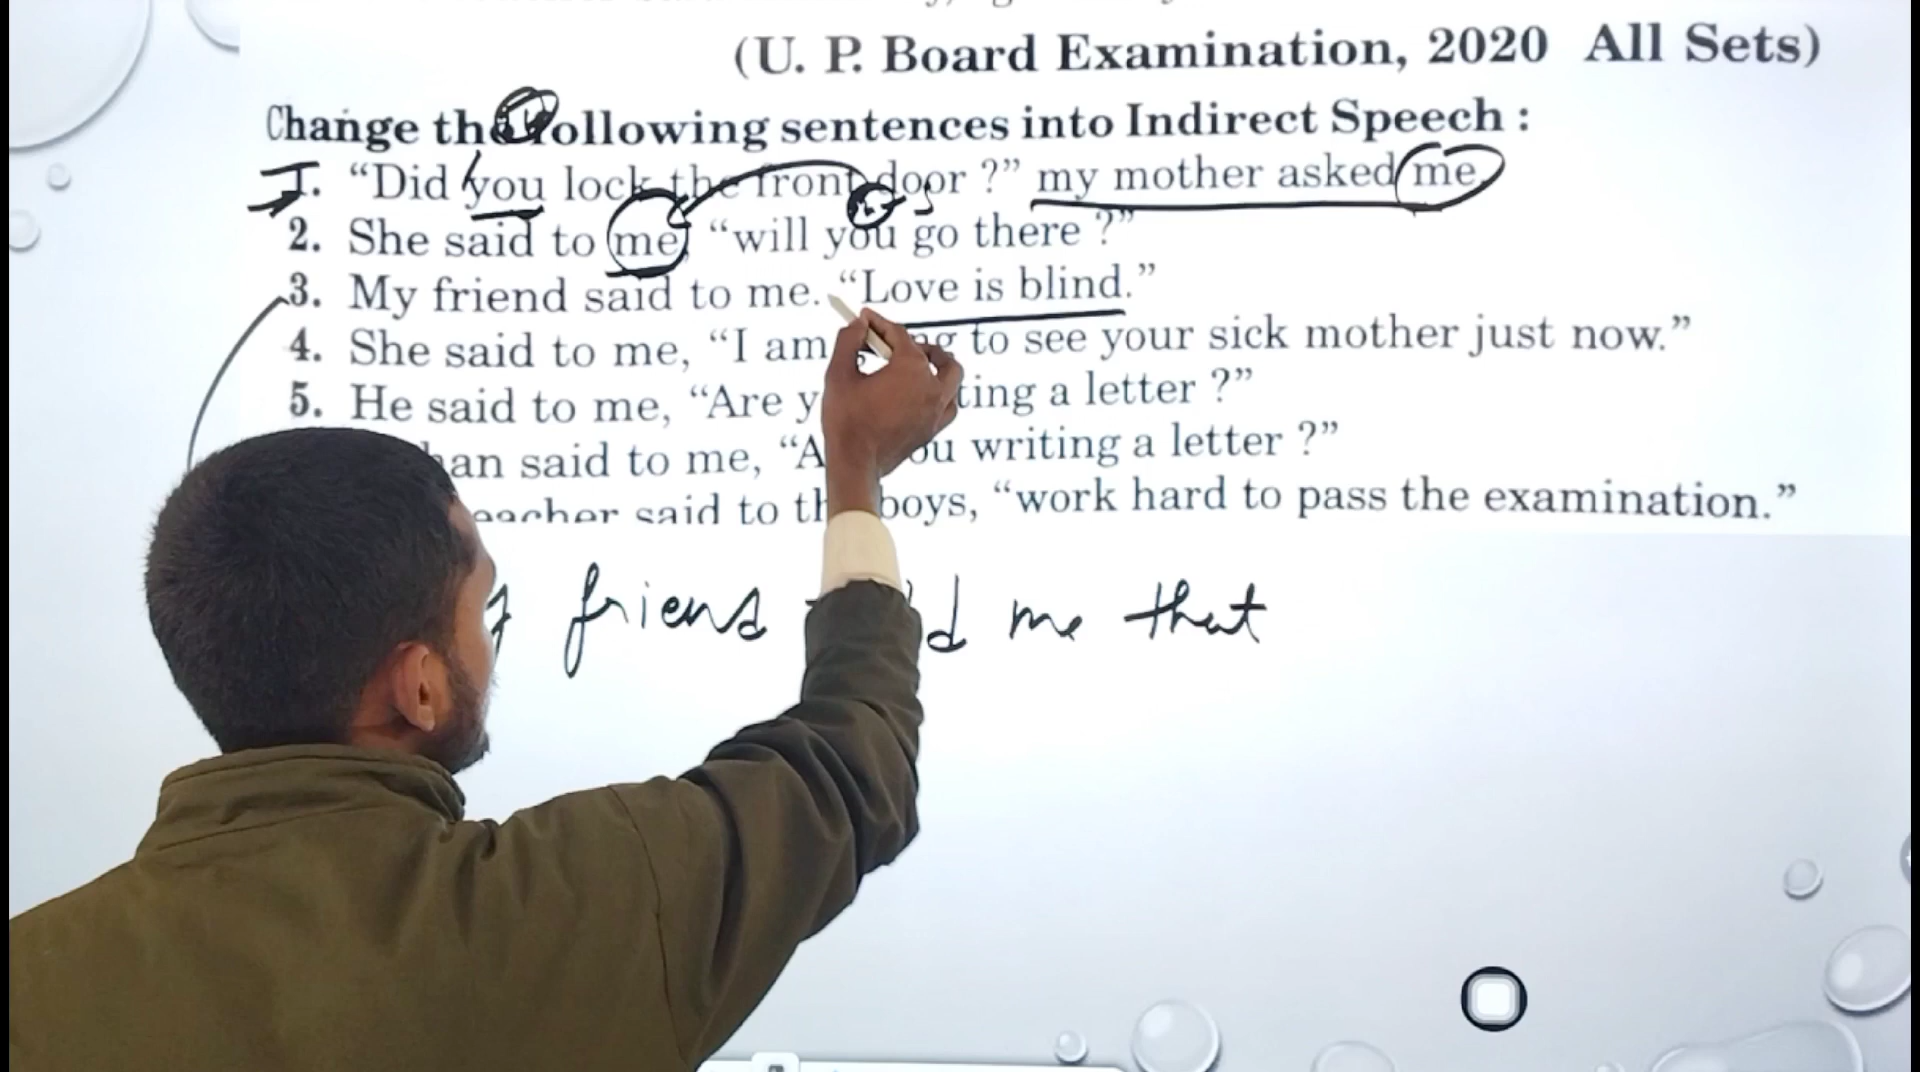 (U. P. Board Examination, 2020 All Sets)
Change the following sentences into Indirect Speech :
1. “Did you lock the front door ?” my mother asked me.
2. She said to me, “will you go there ?”
3. My friend said to me. “Love is blind.”
4. She said to me, “I am to see your sick mother just now.”
5. He said to me, “Are a letter ?”
said to me, “ writing a letter ?”
said to boys, “work hard to pass the examination.”
friend me that